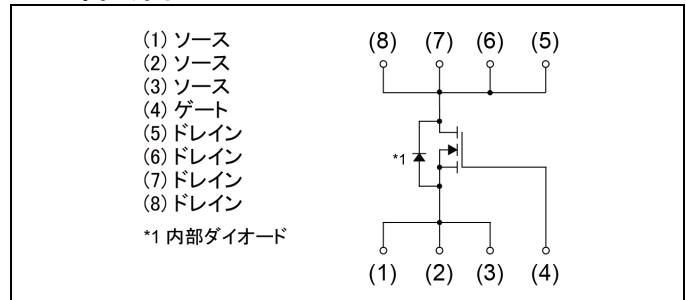 (1) ソース
(2) ソース
(3) ソース
(4) ゲート
(5) ドレイン
(6) ドレイン
(7) ドレイン
(8) ドレイン
*1 内部ダイオード
(8) (7) (6) (5)
*1
(1) (2) (3) (4)